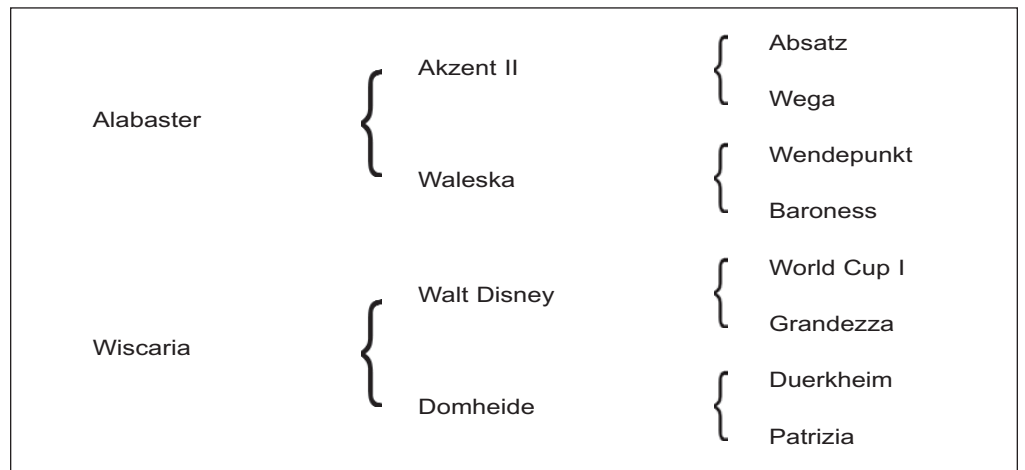 Absatz
Akzent II
Wega
Alabaster
Wendepunkt
Waleska
Baroness
World Cup I
Walt Disney
Grandezza
Wiscaria
Duerkheim
Domheide
Patrizia